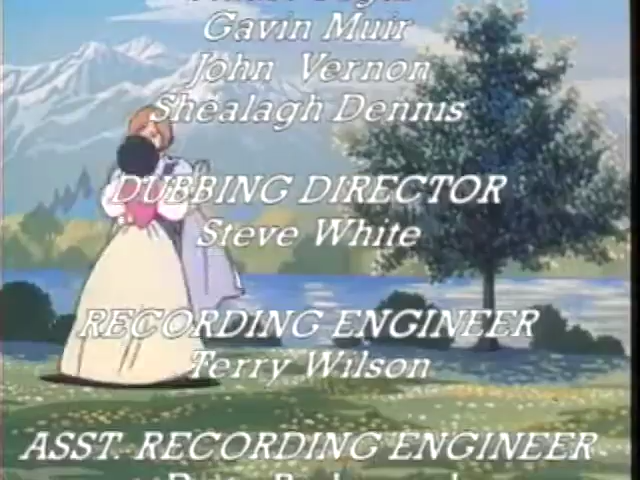 Gavin Muir
John Vernon
Shealagh Dennis
DUBBING DIRECTOR
Steve White
RECORDING ENGINEER
Terry Wilson
ASST. RECORDING ENGINEER